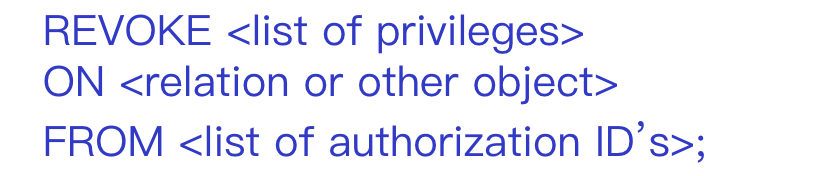 REVOKE <list of privileges>
ON <relation or other object>
FROM <list of authorization ID’s>;